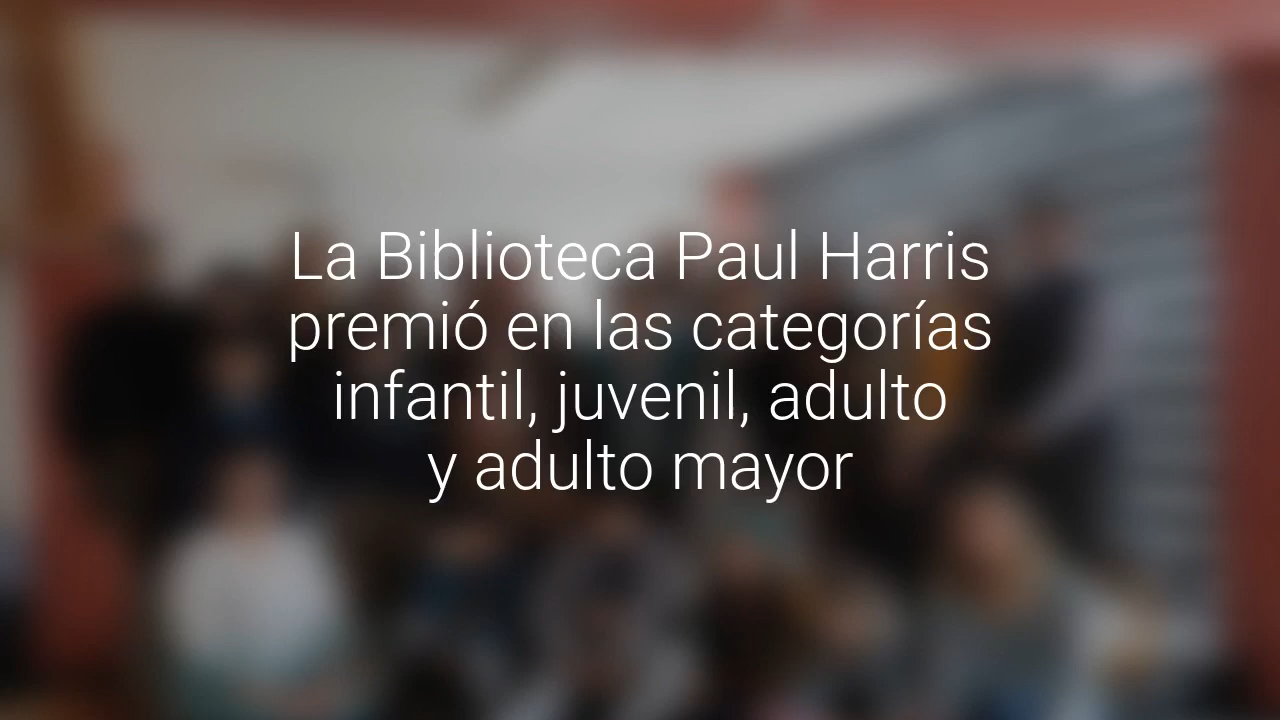 La Biblioteca Paul Harris
premió en las categorías
infantil, juvenil, adulto
y adulto mayor